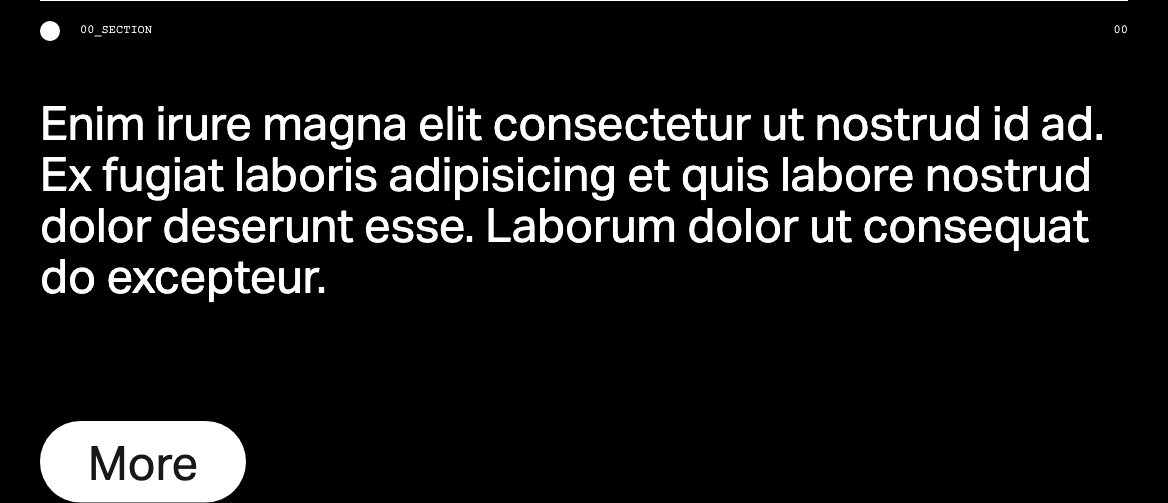 00_SECTION
00
Enim irure magna elit consectetur ut nostrud id ad.
Ex fugiat laboris adipisicing et quis labore nostrud
dolor deserunt esse. Laborum dolor ut consequat
do excepteur.
More